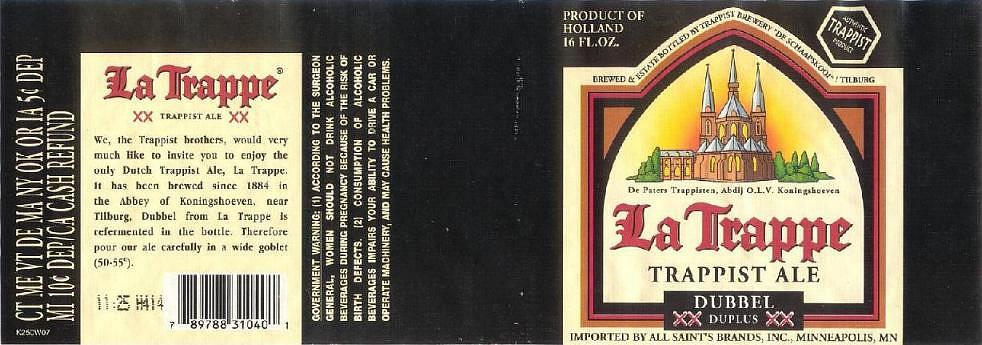 CT ME VT DE MA NY OK OR IA 5¢ DEP
MI 10¢ DEP/CA CASH REFUND
K25CW07
La Trappe®
XX TRAPPIST ALE XX
We, the Trappist brothers, would very
much like to invite you to enjoy the
only Dutch Trappist Ale, La Trappe.
It has been brewed since 1884 in
the Abbey of Koningshoeven, near
Tilburg, Dubbel from La Trappe is
refermented in the bottle. Therefore
pour our ale carefully in a wide goblet
(50-55°).
11:25 H414
7 89788 31040 1
GOVERNMENT WARNING: (1) ACCORDING TO THE SURGEON
GENERAL, WOMEN SHOULD NOT DRINK ALCOHOLIC
BEVERAGES DURING PREGNANCY BECAUSE OF THE RISK OF
BIRTH DEFECTS. (2) CONSUMPTION OF ALCOHOLIC
BEVERAGES IMPAIRS YOUR ABILITY TO DRIVE A CAR OR
OPERATE MACHINERY, AND MAY CAUSE HEALTH PROBLEMS.
PRODUCT OF
HOLLAND
16 FL.OZ.
AUTHENTIC
TRAPPIST
PRODUCT
BREWED & ESTATE BOTTLED BY TRAPPIST BREWERY 'DE SCHAAPSKOOI' / TILBURG
De Paters Trappisten, Abdij O.L.V. Koningshoeven
La Trappe
TRAPPIST ALE
DUBBEL
XX DUPLUS XX
IMPORTED BY ALL SAINT'S BRANDS, INC., MINNEAPOLIS, MN